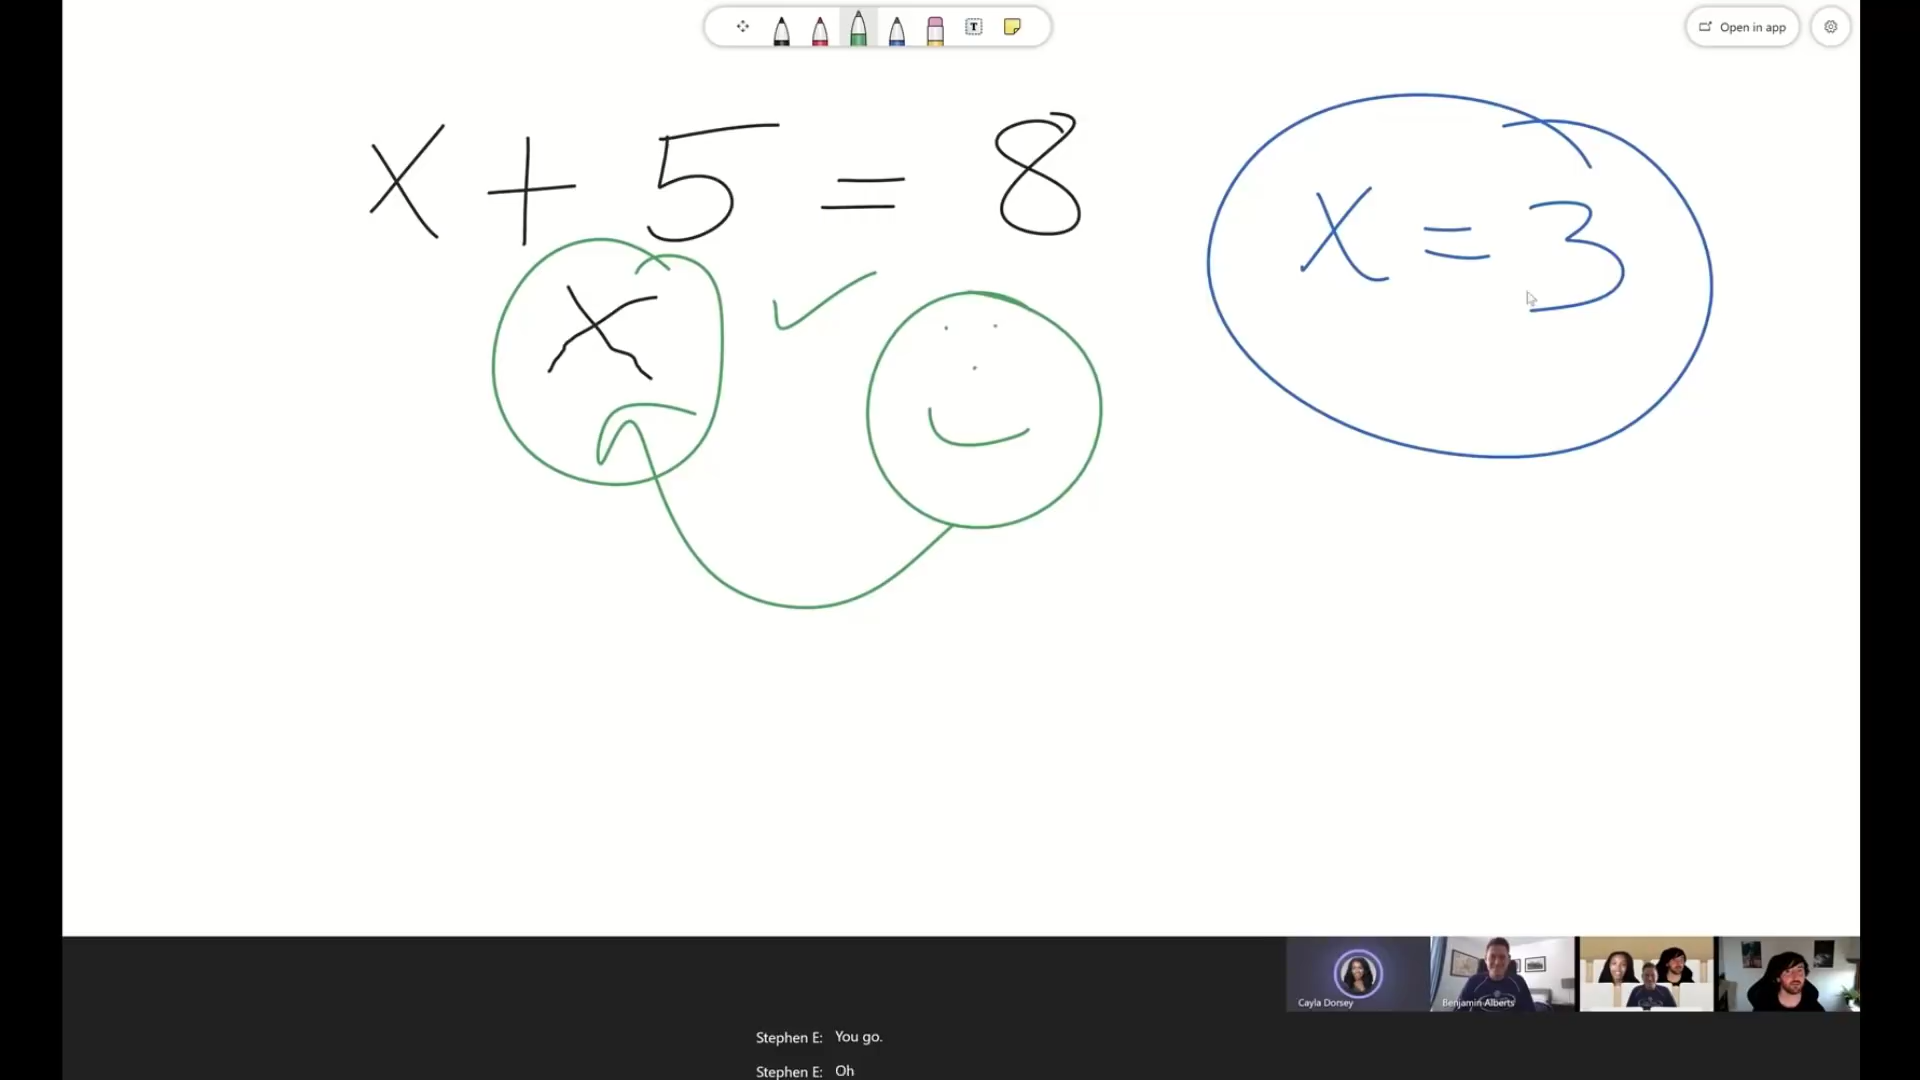 T
Open in app
x + 5 = 8
x = 3
x
Cayla Dorsey
Benjamin Alberts
Stephen E: You go.
Stephen E: Oh